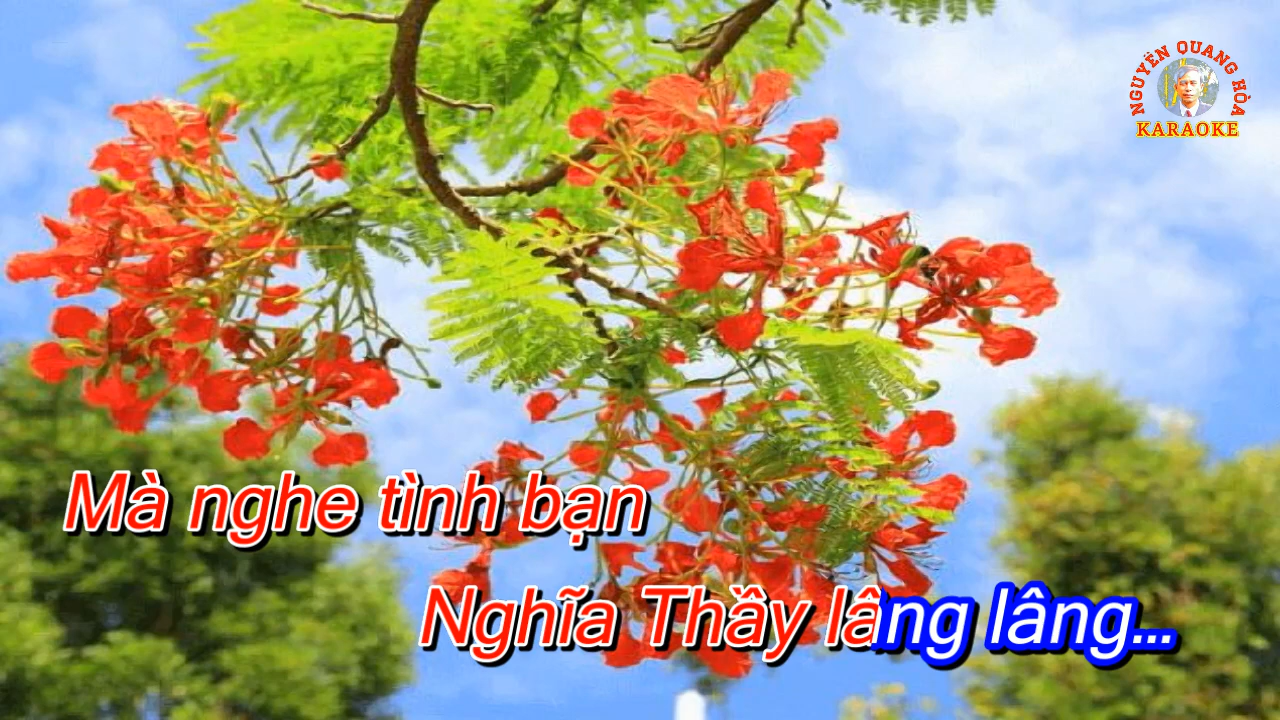 NGUYỄN QUANG HÒA
KARAOKE
Mà nghe tình bạn
Nghĩa Thầy lâng lâng...